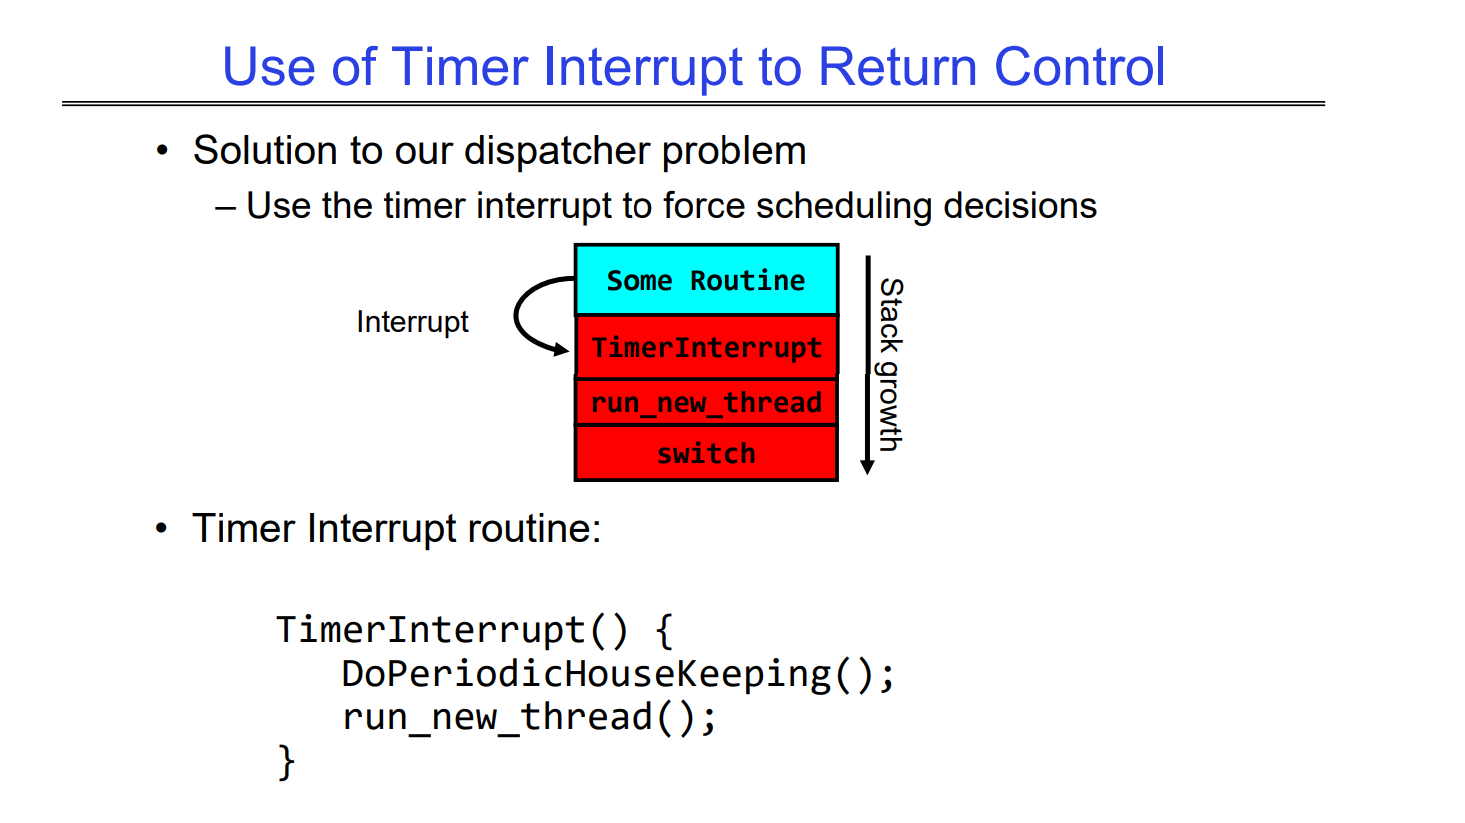 Use of Timer Interrupt to Return Control
• Solution to our dispatcher problem
– Use the timer interrupt to force scheduling decisions
Some Routine
Interrupt
TimerInterrupt
run_new_thread
switch
Stack growth
• Timer Interrupt routine:
TimerInterrupt() {
DoPeriodicHouseKeeping();
run_new_thread();
}